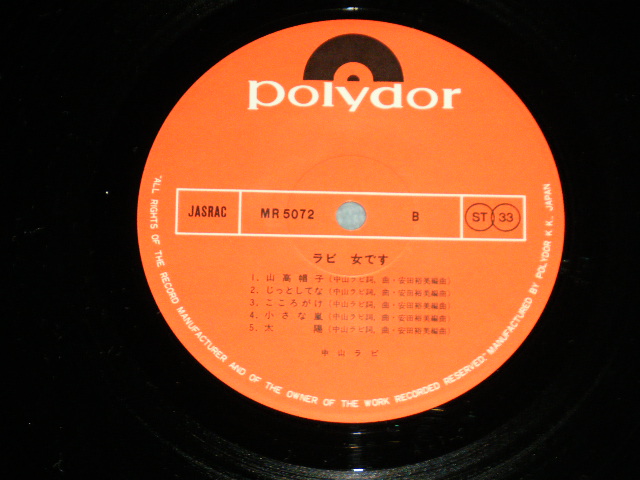 polydor
JASRAC MR 5072 B ST 33
ラビ 女です
1. 山高帽子 (中山ラビ詞、曲・安田裕美編曲)
2. じっとしてな (中山ラビ詞、曲・安田裕美編曲)
3. こころがけ (中山ラビ詞、曲・安田裕美編曲)
4. 小さな嵐 (中山ラビ詞、曲・安田裕美編曲)
5. 太陽 (中山ラビ詞、曲・安田裕美編曲)
中山ラビ
"ALL RIGHTS OF THE RECORD MANUFACTURER AND OF THE OWNER OF THE WORK RECORDED RESERVED." MANUFACTURED BY POLYDOR K.K., JAPAN